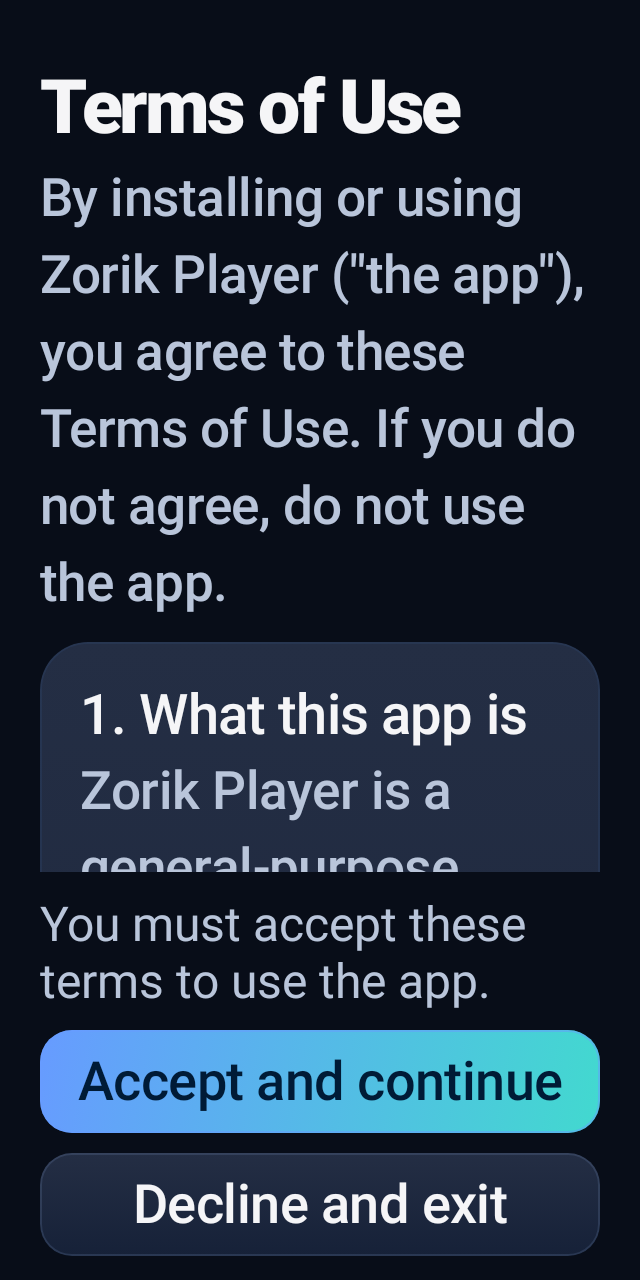 Terms of Use
By installing or using
Zorik Player ("the app"),
you agree to these
Terms of Use. If you do
not agree, do not use
the app.
1. What this app is
Zorik Player is a
general-purpose
You must accept these
terms to use the app.
Accept and continue
Decline and exit